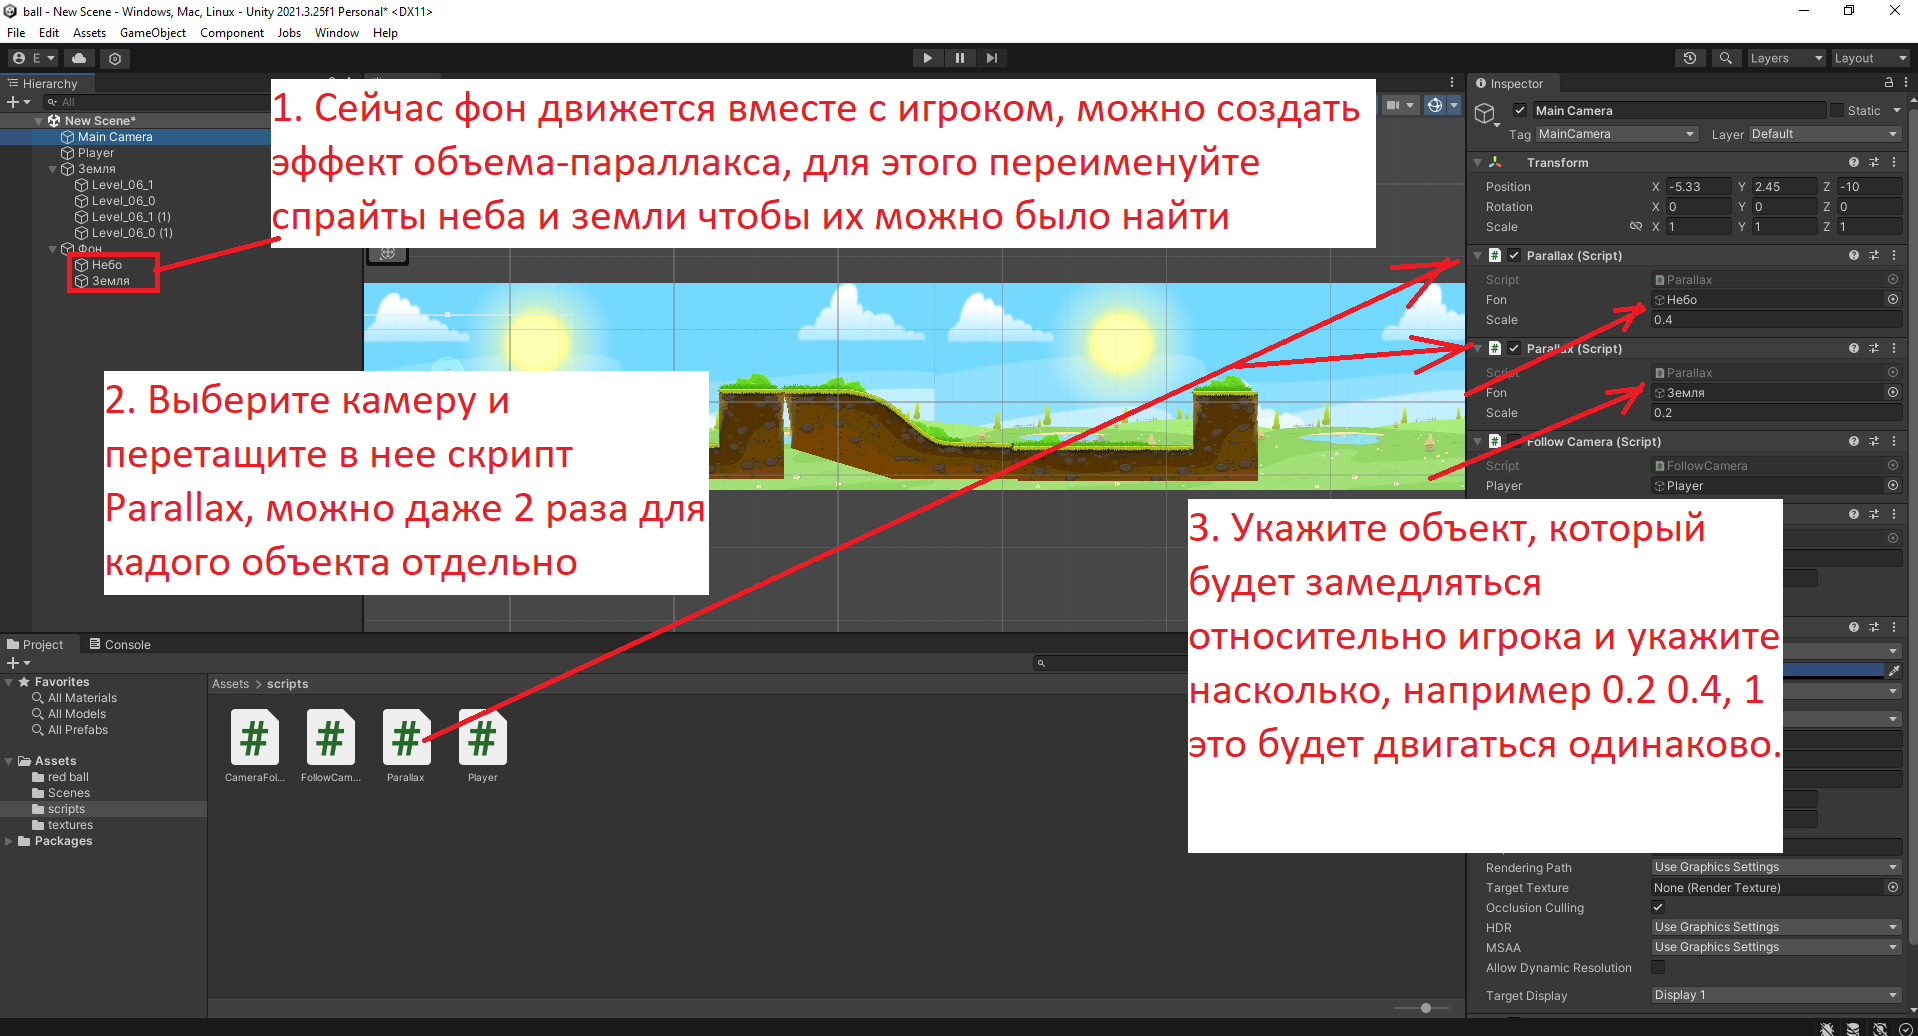 ball - New Scene - Windows, Mac, Linux - Unity 2021.3.25f1 Personal* <DX11>
File Edit Assets GameObject Component Jobs Window Help
E
Layers
Layout
Hierarchy
All
New Scene*
Main Camera
Player
Земля
Level_06_1
Level_06_0
Level_06_1 (1)
Level_06_0 (1)
Фон
Небо
Земля
1. Сейчас фон движется вместе с игроком, можно создать
эффект объема-параллакса, для этого переименуйте
спрайты неба и земли чтобы их можно было найти
2. Выберите камеру и
перетащите в нее скрипт
Parallax, можно даже 2 раза для
кадого объекта отдельно
3. Укажите объект, который
будет замедляться
относительно игрока и укажите
насколько, например 0.2 0.4, 1
это будет двигаться одинаково.
Inspector
Main Camera
Static
Tag MainCamera Layer Default
Transform
Position X -5.33 Y 2.45 Z -10
Rotation X 0 Y 0 Z 0
Scale X 1 Y 1 Z 1
Parallax (Script)
Script Parallax
Fon Небо
Scale 0.4
Parallax (Script)
Script Parallax
Fon Земля
Scale 0.2
Follow Camera (Script)
Script FollowCamera
Player Player
Rendering Path Use Graphics Settings
Target Texture None (Render Texture)
Occlusion Culling
HDR Use Graphics Settings
MSAA Use Graphics Settings
Allow Dynamic Resolution
Target Display Display 1
Project Console
Favorites
All Materials
All Models
All Prefabs
Assets
red ball
Scenes
scripts
textures
Packages
Assets > scripts
CameraFol...
FollowCam...
Parallax
Player